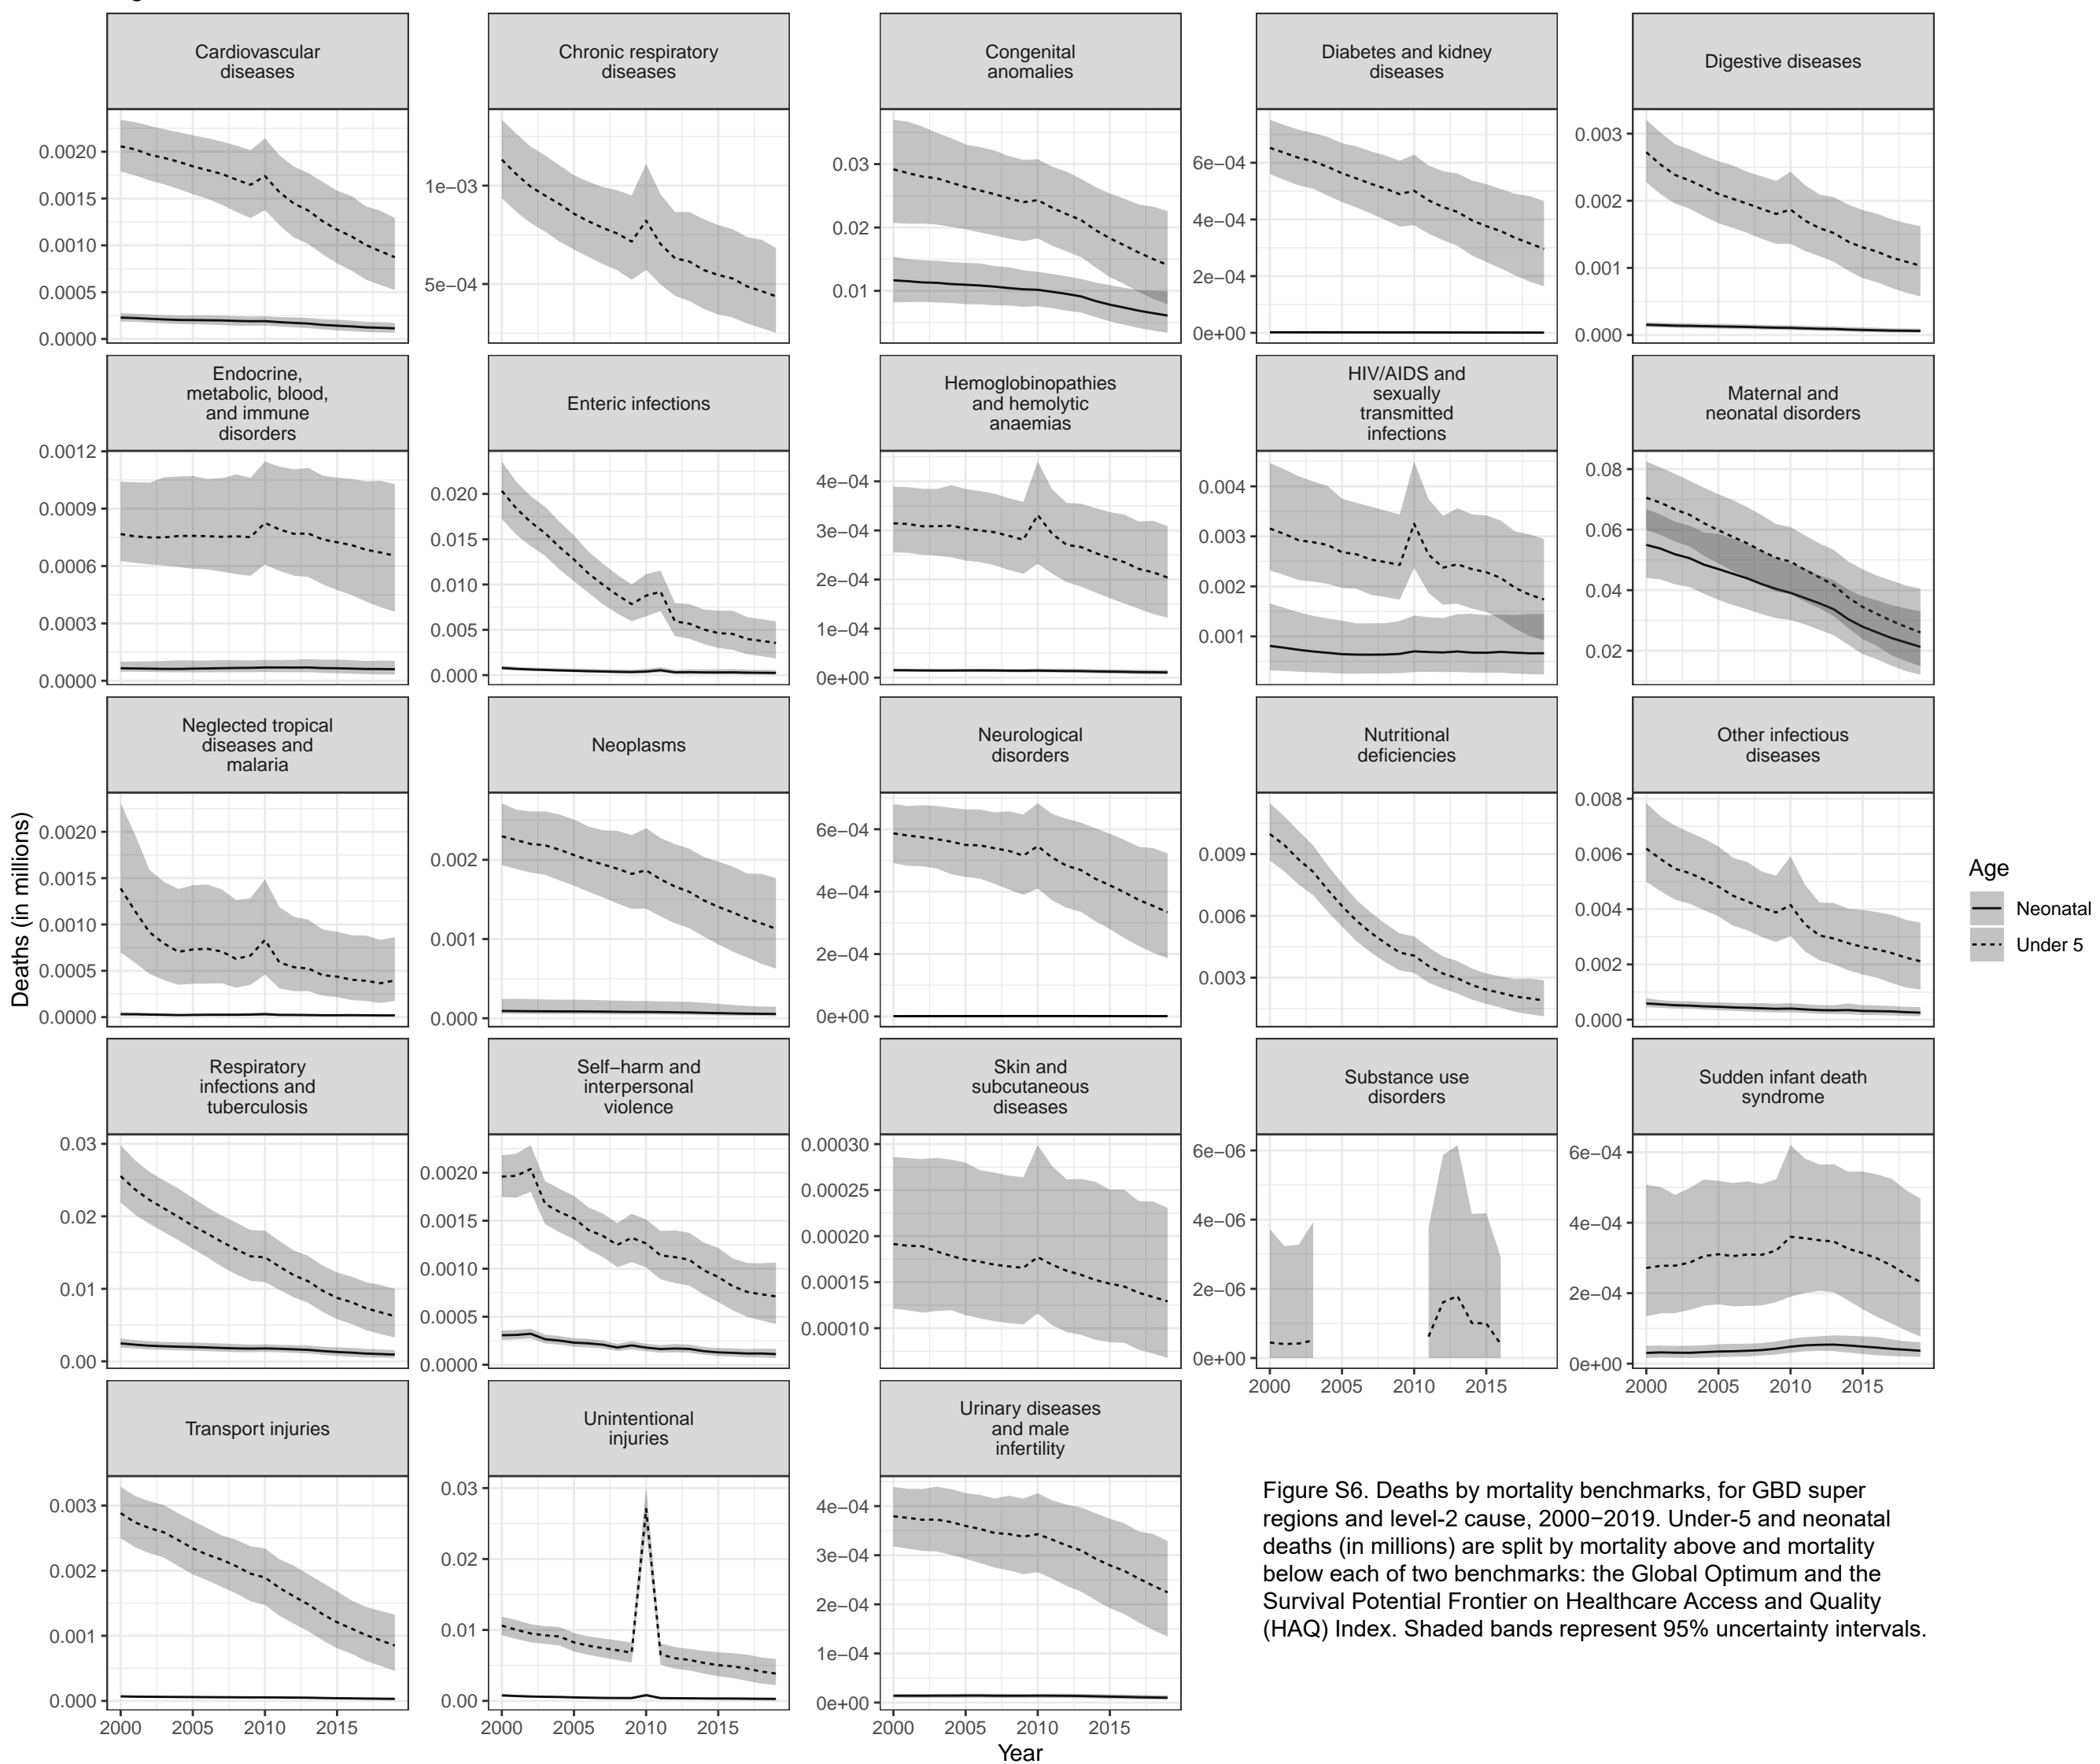 Cardiovascular
diseases
Chronic respiratory
diseases
Congenital
anomalies
Diabetes and kidney
diseases
Digestive diseases
0.0020
0.0015
0.0010
0.0005
0.0000
1e−03
5e−04
0.03
0.02
0.01
6e−04
4e−04
2e−04
0e+00
0.003
0.002
0.001
0.000
Endocrine,
metabolic, blood,
and immune
disorders
Enteric infections
Hemoglobinopathies
and hemolytic
anaemias
HIV/AIDS and
sexually
transmitted
infections
Maternal and
neonatal disorders
0.0012
0.0009
0.0006
0.0003
0.0000
0.020
0.015
0.010
0.005
0.000
4e−04
3e−04
2e−04
1e−04
0e+00
0.004
0.003
0.002
0.001
0.08
0.06
0.04
0.02
Neglected tropical
diseases and
malaria
Neoplasms
Neurological
disorders
Nutritional
deficiencies
Other infectious
diseases
0.0020
0.0015
0.0010
0.0005
0.0000
0.002
0.001
0.000
6e−04
4e−04
2e−04
0e+00
0.009
0.006
0.003
0.008
0.006
0.004
0.002
0.000
Deaths (in millions)
Age
Neonatal
Under 5
Respiratory
infections and
tuberculosis
Self−harm and
interpersonal
violence
Skin and
subcutaneous
diseases
Substance use
disorders
Sudden infant death
syndrome
0.03
0.02
0.01
0.00
0.0020
0.0015
0.0010
0.0005
0.0000
0.00030
0.00025
0.00020
0.00015
0.00010
6e−06
4e−06
2e−06
0e+00
2000 2005 2010 2015
6e−04
4e−04
2e−04
0e+00
2000 2005 2010 2015
Transport injuries
Unintentional
injuries
Urinary diseases
and male
infertility
0.003
0.002
0.001
0.000
2000 2005 2010 2015
0.03
0.02
0.01
0.00
2000 2005 2010 2015
4e−04
3e−04
2e−04
1e−04
0e+00
2000 2005 2010 2015
Year
Figure S6. Deaths by mortality benchmarks, for GBD super
regions and level-2 cause, 2000−2019. Under-5 and neonatal
deaths (in millions) are split by mortality above and mortality
below each of two benchmarks: the Global Optimum and the
Survival Potential Frontier on Healthcare Access and Quality
(HAQ) Index. Shaded bands represent 95% uncertainty intervals.